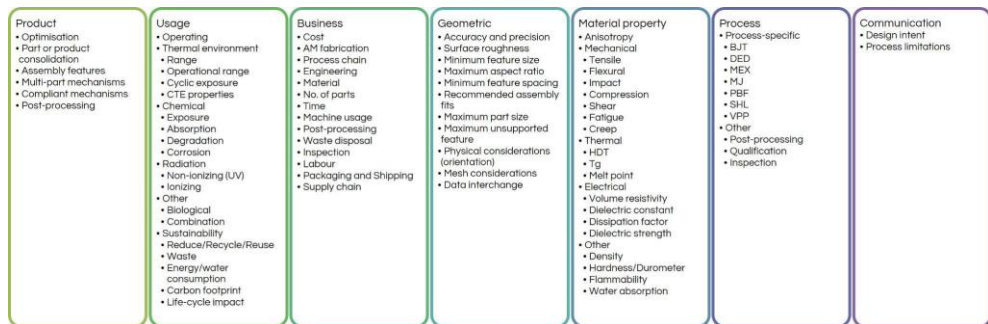 Product
• Optimisation
• Part or product
consolidation
• Assembly features
• Multi-part mechanisms
• Compliant mechanisms
• Post-processing
Usage
• Operating
• Thermal environment
• Range
• Operational range
• Cyclic exposure
• CTE properties
• Chemical
• Exposure
• Absorption
• Degradation
• Corrosion
• Radiation
• Non-ionizing (UV)
• Ionizing
• Other
• Biological
• Combination
• Sustainability
• Reduce/Recycle/Reuse
• Waste
• Energy/water
consumption
• Carbon footprint
• Life-cycle impact
Business
• Cost
• AM fabrication
• Process chain
• Engineering
• Material
• No. of parts
• Time
• Machine usage
• Post-processing
• Waste disposal
• Inspection
• Labour
• Packaging and Shipping
• Supply chain
Geometric
• Accuracy and precision
• Surface roughness
• Minimum feature size
• Maximum aspect ratio
• Minimum feature spacing
• Recommended assembly
fits
• Maximum part size
• Maximum unsupported
feature
• Physical considerations
(orientation)
• Mesh considerations
• Data interchange
Material property
• Anisotropy
• Mechanical
• Tensile
• Flexural
• Impact
• Compression
• Shear
• Fatigue
• Creep
• Thermal
• HDT
• Tg
• Melt point
• Electrical
• Volume resistivity
• Dielectric constant
• Dissipation factor
• Dielectric strength
• Other
• Density
• Hardness/Durometer
• Flammability
• Water absorption
Process
• Process-specific
• BJT
• DED
• MEX
• MJ
• PBF
• SHL
• VPP
• Other
• Post-processing
• Qualification
• Inspection
Communication
• Design intent
• Process limitations